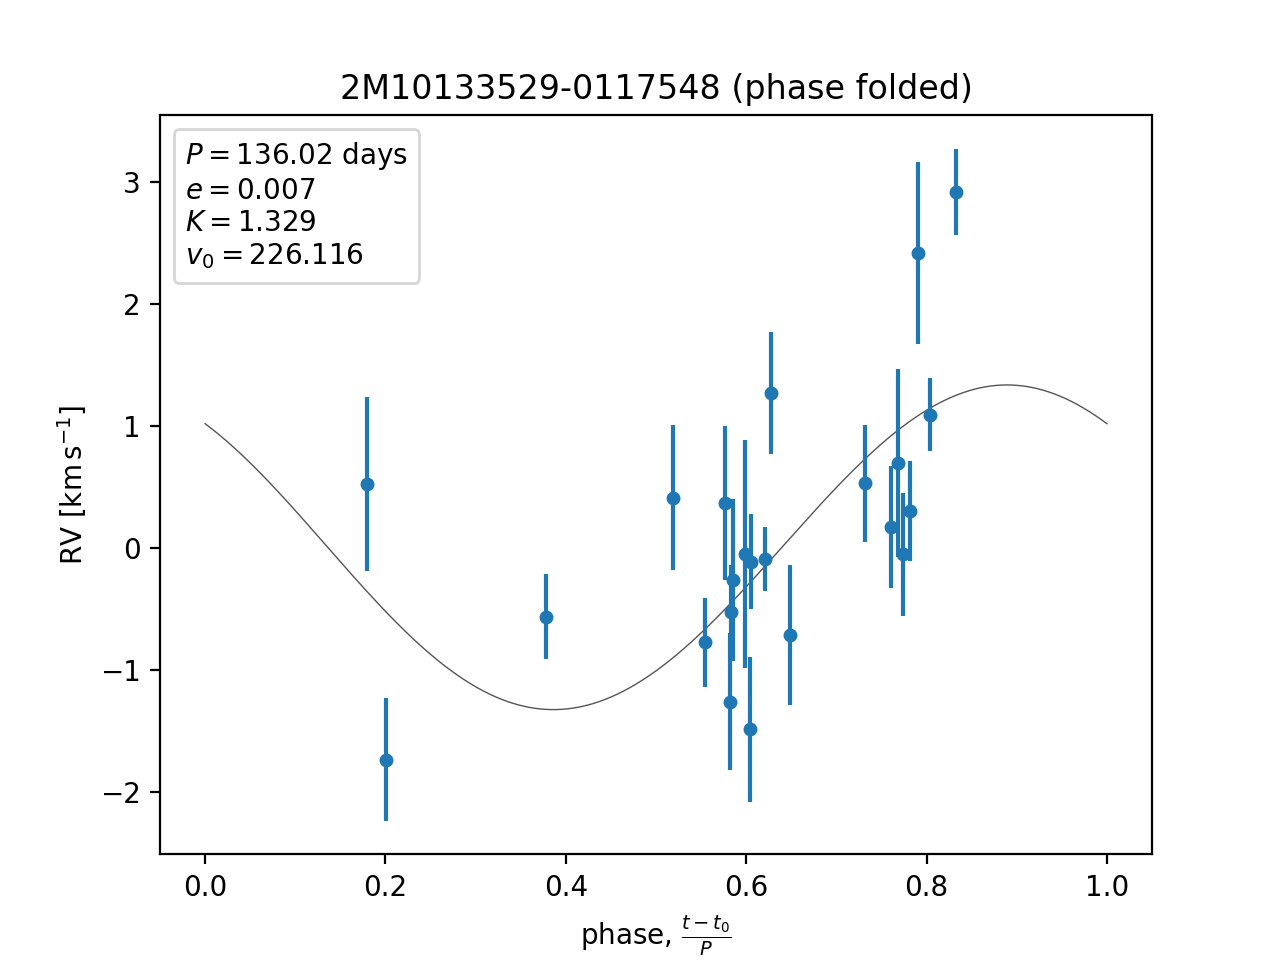 2M10133529-0117548 (phase folded)
P = 136.02 days
e = 0.007
K = 1.329
v₀ = 226.116
3
2
1
0
−1
−2
RV [km s⁻¹]
0.0 0.2 0.4 0.6 0.8 1.0
phase, (t − t₀)/P